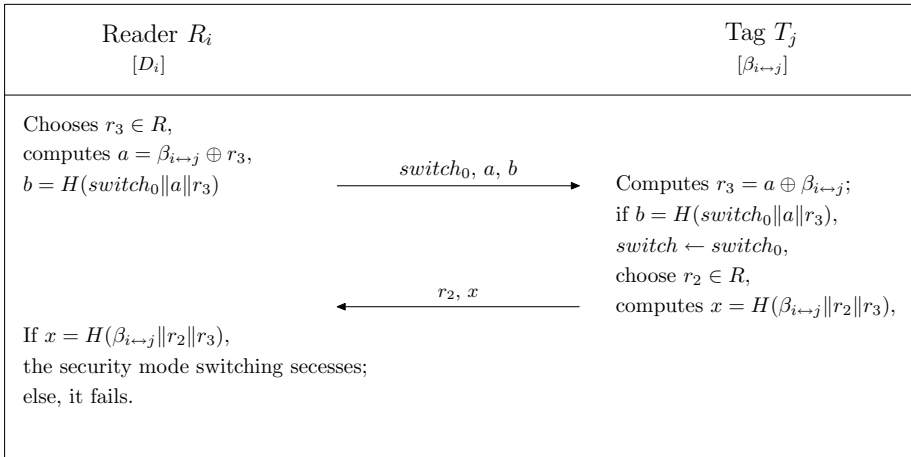 Reader R_i
[D_i]
Tag T_j
[β_{i↔j}]
Chooses r_3 ∈ R,
computes a = β_{i↔j} ⊕ r_3,
b = H(switch_0‖a‖r_3)
switch_0, a, b
Computes r_3 = a ⊕ β_{i↔j};
if b = H(switch_0‖a‖r_3),
switch ← switch_0,
choose r_2 ∈ R,
computes x = H(β_{i↔j}‖r_2‖r_3),
r_2, x
If x = H(β_{i↔j}‖r_2‖r_3),
the security mode switching secesses;
else, it fails.